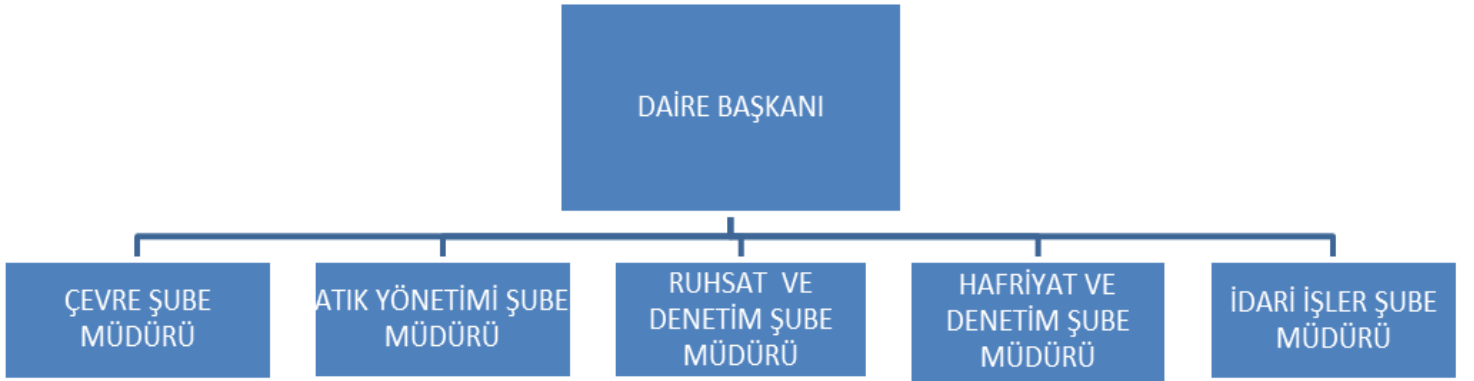 DAİRE BAŞKANI
ÇEVRE ŞUBE
MÜDÜRÜ
ATIK YÖNETİMİ ŞUBE
MÜDÜRÜ
RUHSAT VE
DENETİM ŞUBE
MÜDÜRÜ
HAFRİYAT VE
DENETİM ŞUBE
MÜDÜRÜ
İDARİ İŞLER ŞUBE
MÜDÜRÜ